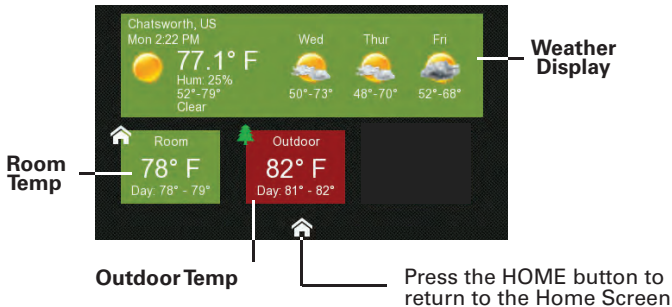 Chatsworth, US
Mon 2:22 PM
77.1° F
Hum: 25%
52°-79°
Clear
Wed
50°-73°
Thur
48°-70°
Fri
52°-68°
Weather
Display
Room
78° F
Day: 78° - 79°
Outdoor
82° F
Day: 81° - 82°
Room
Temp
Outdoor Temp
Press the HOME button to
return to the Home Screen